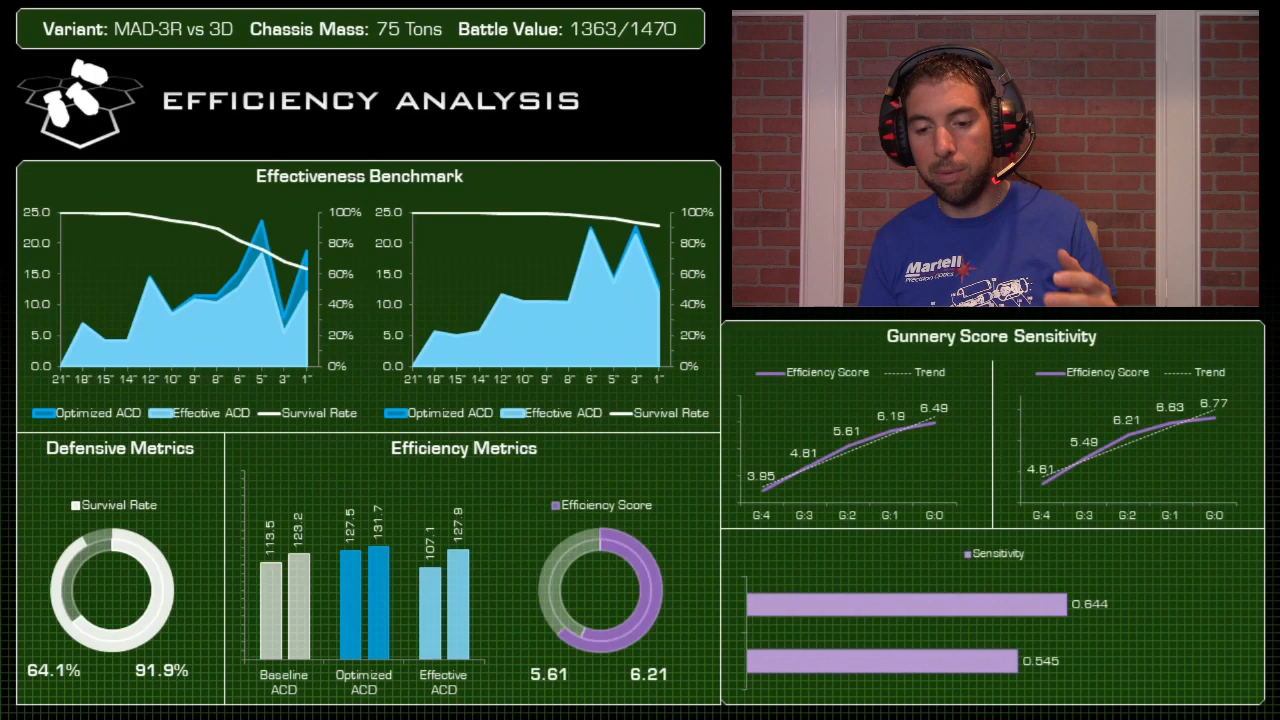 Variant: MAD-3R vs 3D Chassis Mass: 75 Tons Battle Value: 1363/1470
EFFICIENCY ANALYSIS
Martell
Precision Optics
Effectiveness Benchmark
25.0
20.0
15.0
10.0
5.0
0.0
100%
80%
60%
40%
20%
0%
21" 18" 15" 14" 12" 10" 9" 8" 6" 5" 3" 1"
Optimized ACD Effective ACD Survival Rate
25.0
20.0
15.0
10.0
5.0
0.0
100%
80%
60%
40%
20%
0%
21" 18" 15" 14" 12" 10" 9" 8" 6" 5" 3" 1"
Optimized ACD Effective ACD Survival Rate
Defensive Metrics
Survival Rate
64.1% 91.9%
Efficiency Metrics
113.5 123.2 127.5 131.7 107.1 127.9
Baseline ACD
Optimized ACD
Effective ACD
Efficiency Score
5.61 6.21
Gunnery Score Sensitivity
Efficiency Score Trend
3.95 4.81 5.61 6.19 6.49
G:4 G:3 G:2 G:1 G:0
Efficiency Score Trend
4.61 5.49 6.21 6.63 6.77
G:4 G:3 G:2 G:1 G:0
Sensitivity
0.644
0.545